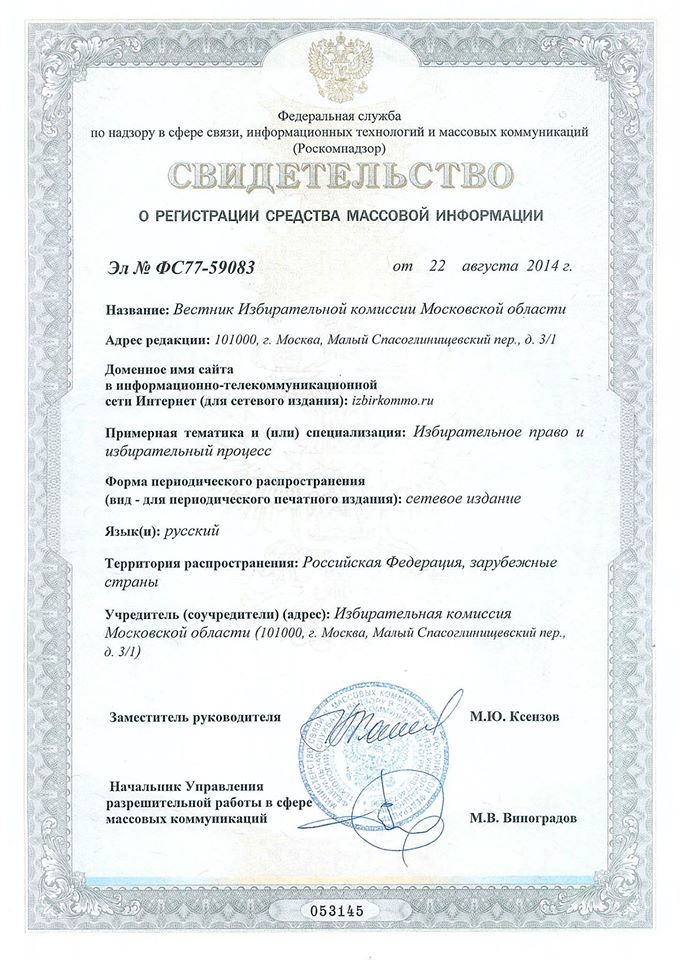 Федеральная служба
по надзору в сфере связи, информационных технологий и массовых коммуникаций
(Роскомнадзор)
СВИДЕТЕЛЬСТВО
О РЕГИСТРАЦИИ СРЕДСТВА МАССОВОЙ ИНФОРМАЦИИ
Эл № ФС77-59083 от 22 августа 2014 г.
Название: Вестник Избирательной комиссии Московской области
Адрес редакции: 101000, г. Москва, Малый Спасоглинищевский пер., д. 3/1
Доменное имя сайта
в информационно-телекоммуникационной
сети Интернет (для сетевого издания): izbirkommo.ru
Примерная тематика и (или) специализация: Избирательное право и
избирательный процесс
Форма периодического распространения
(вид - для периодического печатного издания): сетевое издание
Язык(и): русский
Территория распространения: Российская Федерация, зарубежные
страны
Учредитель (соучредители) (адрес): Избирательная комиссия
Московской области (101000, г. Москва, Малый Спасоглинищевский пер.,
д. 3/1)
Заместитель руководителя М.Ю. Ксензов
Начальник Управления
разрешительной работы в сфере
массовых коммуникаций М.В. Виноградов
053145